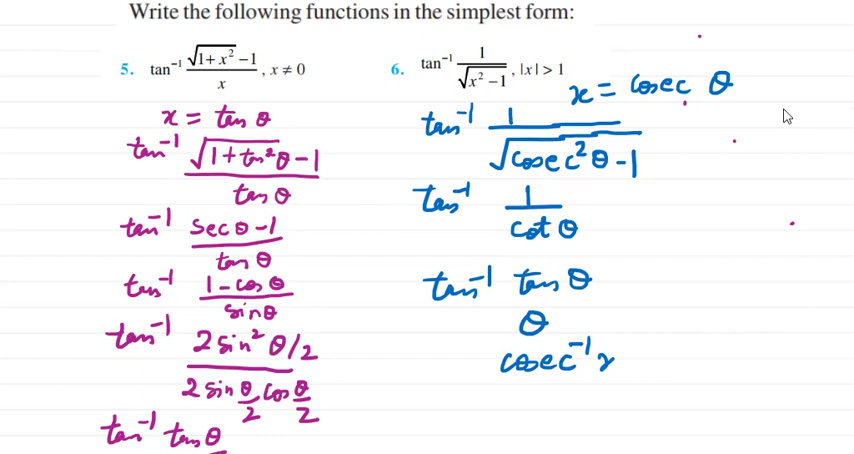 Write the following functions in the simplest form:
5. tan⁻¹ (√(1+x²) −1)/x , x ≠ 0
x = tan θ
tan⁻¹ (√(1+tan²θ) −1)/tan θ
tan⁻¹ (sec θ −1)/tan θ
tan⁻¹ (1−cos θ)/sin θ
tan⁻¹ (2 sin² θ/2)/(2 sin θ/2 cos θ/2)
tan⁻¹ tan θ
6. tan⁻¹ 1/√(x²−1) , |x| > 1
x = cosec θ
tan⁻¹ 1/√(cosec²θ −1)
tan⁻¹ 1/cot θ
tan⁻¹ tan θ
θ
cosec⁻¹ x